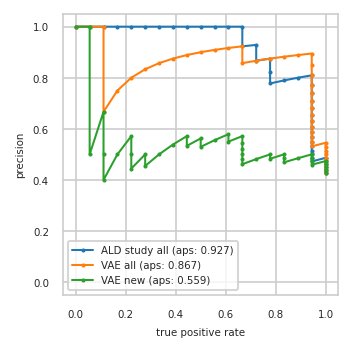 1.0
0.8
0.6
0.4
0.2
0.0
precision
ALD study all (aps: 0.927)
VAE all (aps: 0.867)
VAE new (aps: 0.559)
0.0 0.2 0.4 0.6 0.8 1.0
true positive rate